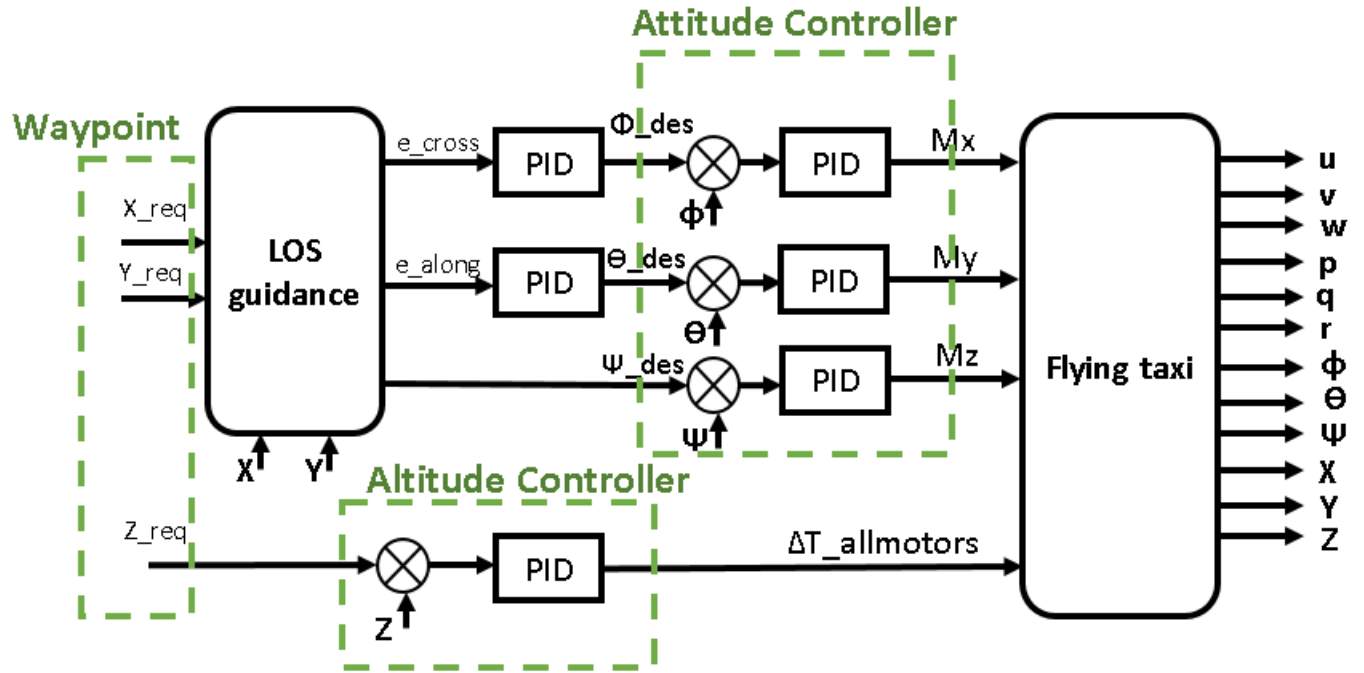 Attitude Controller
Waypoint
X_req
Y_req
LOS
guidance
X
Y
e_cross
PID
Φ_des
ϕ
PID
Mx
e_along
PID
Θ_des
Θ
PID
My
Ψ_des
Ψ
PID
Mz
Altitude Controller
Z_req
Z
PID
ΔT_allmotors
Flying taxi
u
v
w
p
q
r
ϕ
Θ
Ψ
X
Y
Z